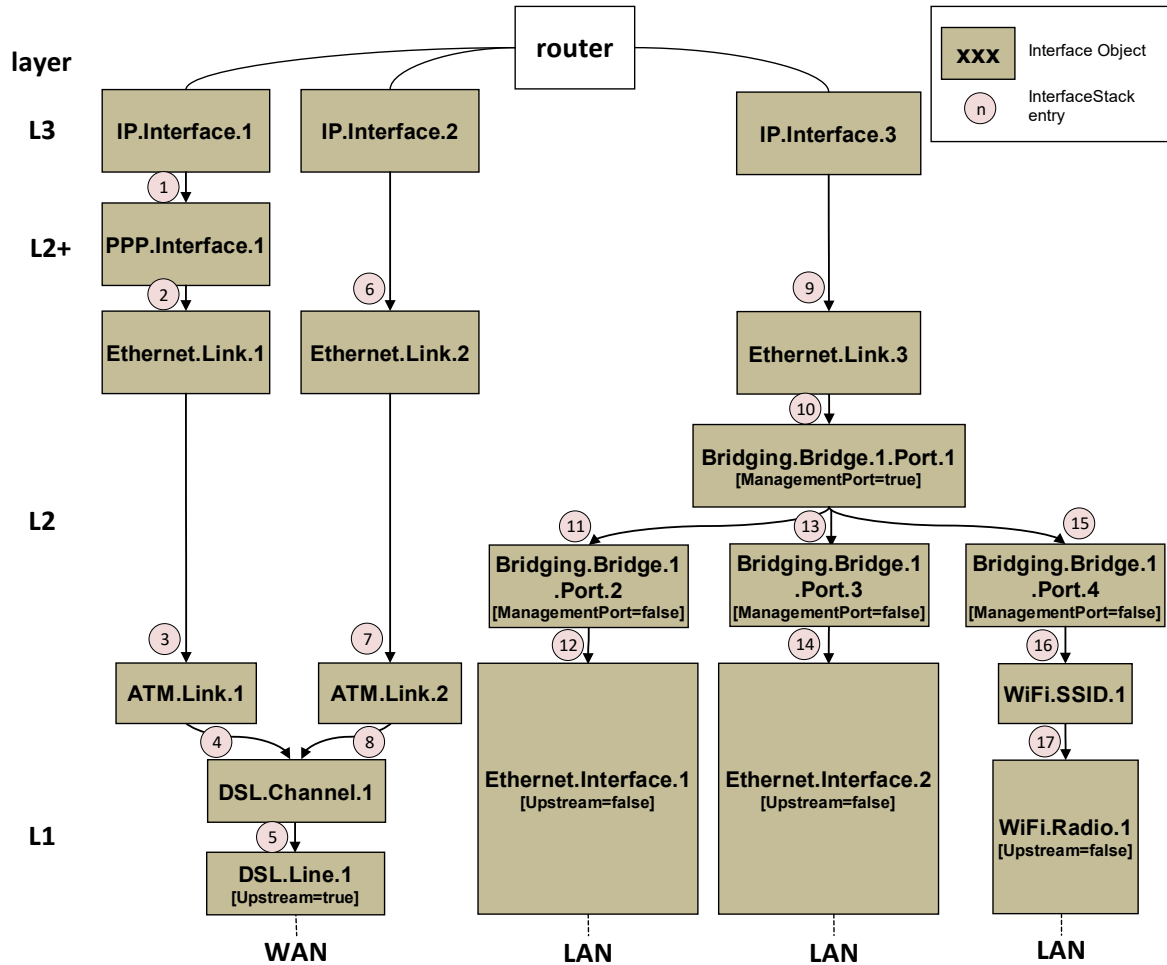 router
layer
xxx
Interface Object
n
InterfaceStack
entry
L3
IP.Interface.1
IP.Interface.2
IP.Interface.3
1
L2+
PPP.Interface.1
2
6
9
Ethernet.Link.1
Ethernet.Link.2
Ethernet.Link.3
10
Bridging.Bridge.1.Port.1
[ManagementPort=true]
L2
11
13
15
Bridging.Bridge.1
.Port.2
[ManagementPort=false]
Bridging.Bridge.1
.Port.3
[ManagementPort=false]
Bridging.Bridge.1
.Port.4
[ManagementPort=false]
3
7
12
14
16
ATM.Link.1
ATM.Link.2
WiFi.SSID.1
4
8
17
DSL.Channel.1
Ethernet.Interface.1
[Upstream=false]
Ethernet.Interface.2
[Upstream=false]
L1
5
WiFi.Radio.1
[Upstream=false]
DSL.Line.1
[Upstream=true]
WAN
LAN
LAN
LAN